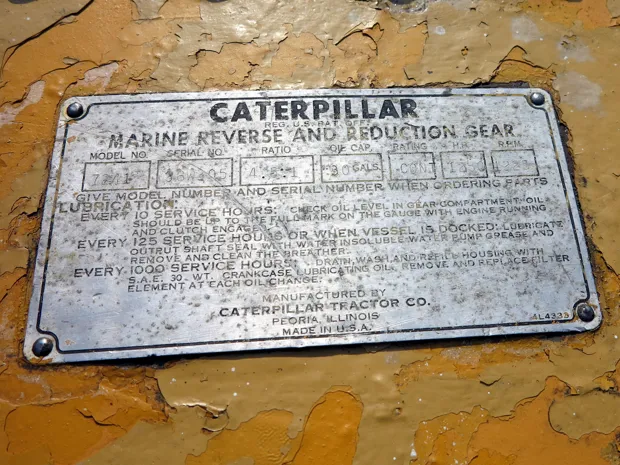 CATERPILLAR
REG. U.S. PAT. OFF.
MARINE REVERSE AND REDUCTION GEAR
MODEL NO. SERIAL NO. RATIO OIL CAP. RATING H.P. R.P.M.
GALS CON
GIVE MODEL NUMBER AND SERIAL NUMBER WHEN ORDERING PARTS
LUBRICATION:
EVERY 10 SERVICE HOURS: CHECK OIL LEVEL IN GEAR COMPARTMENT. OIL
SHOULD BE UP TO THE FULL MARK ON THE GAUGE WITH ENGINE RUNNING
AND CLUTCH ENGAGED
EVERY 125 SERVICE HOURS OR WHEN VESSEL IS DOCKED: LUBRICATE
OUTPUT SHAFT SEAL WITH WATER INSOLUBLE WATER PUMP GREASE AND
REMOVE AND CLEAN THE BREATHER.
EVERY 1000 SERVICE HOURS: DRAIN, WASH AND REFILL HOUSING WITH
S.A.E. 30. WT. CRANKCASE LUBRICATING OIL. REMOVE AND REPLACE FILTER
ELEMENT AT EACH OIL CHANGE.
MANUFACTURED BY
CATERPILLAR TRACTOR CO.
PEORIA, ILLINOIS
MADE IN U.S.A.
4L4333